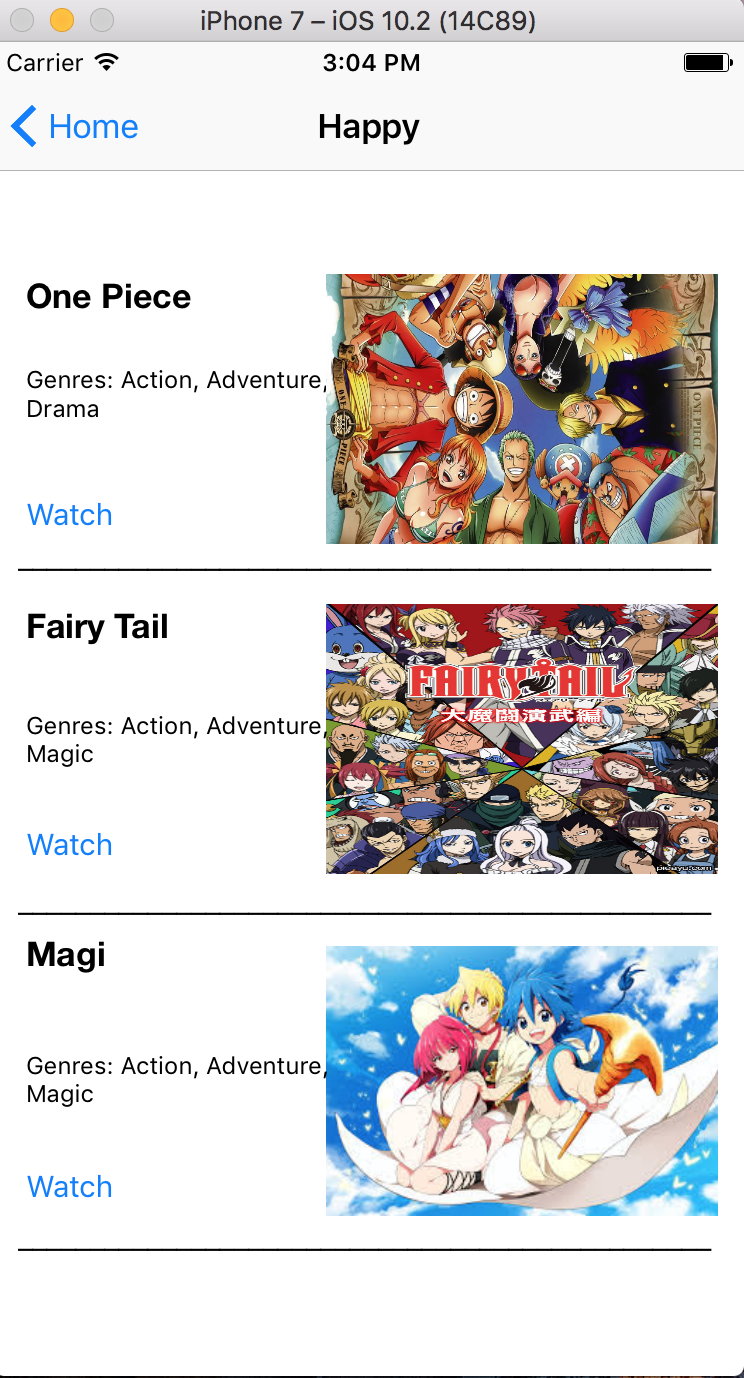 iPhone 7 – iOS 10.2 (14C89)
Carrier 3:04 PM
Home Happy
One Piece
Genres: Action, Adventure,
Drama
Watch
ONE PIECE
Fairy Tail
FAIRY TAIL
大魔闘演武編
Genres: Action, Adventure,
Magic
Watch
Magi
Genres: Action, Adventure,
Magic
Watch